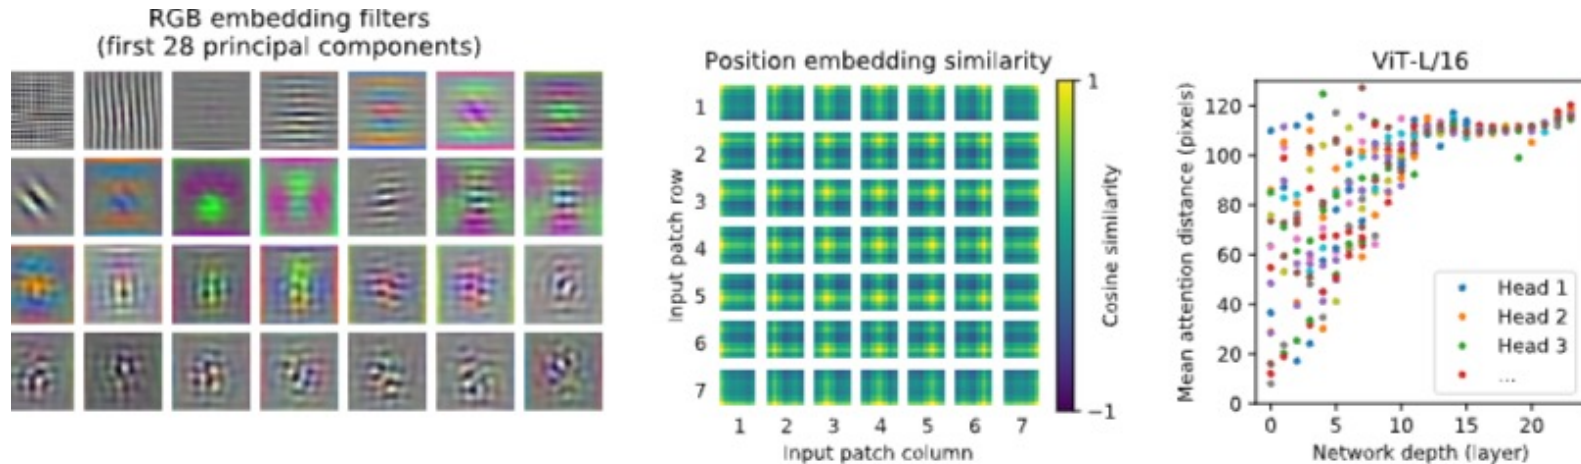 RGB embedding filters
(first 28 principal components)
Position embedding similarity
Input patch row
1
2
3
4
5
6
7
1 2 3 4 5 6 7
Input patch column
1
−1
Cosine similarity
ViT-L/16
Mean attention distance (pixels)
120
100
80
60
40
20
0
Head 1
Head 2
Head 3
...
0 5 10 15 20
Network depth (layer)